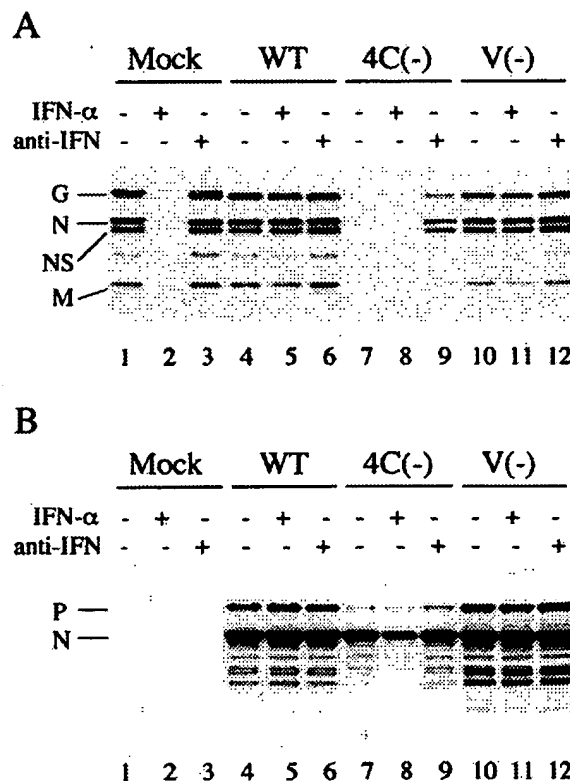 A
Mock WT 4C(-) V(-)
IFN-α - + - - + - - + - - + -
anti-IFN - - + - - + - - + - - +
G
N
NS
M
1 2 3 4 5 6 7 8 9 10 11 12
B
Mock WT 4C(-) V(-)
IFN-α - + - - + - - + - - + -
anti-IFN - - + - - + - - + - - +
P
N
1 2 3 4 5 6 7 8 9 10 11 12